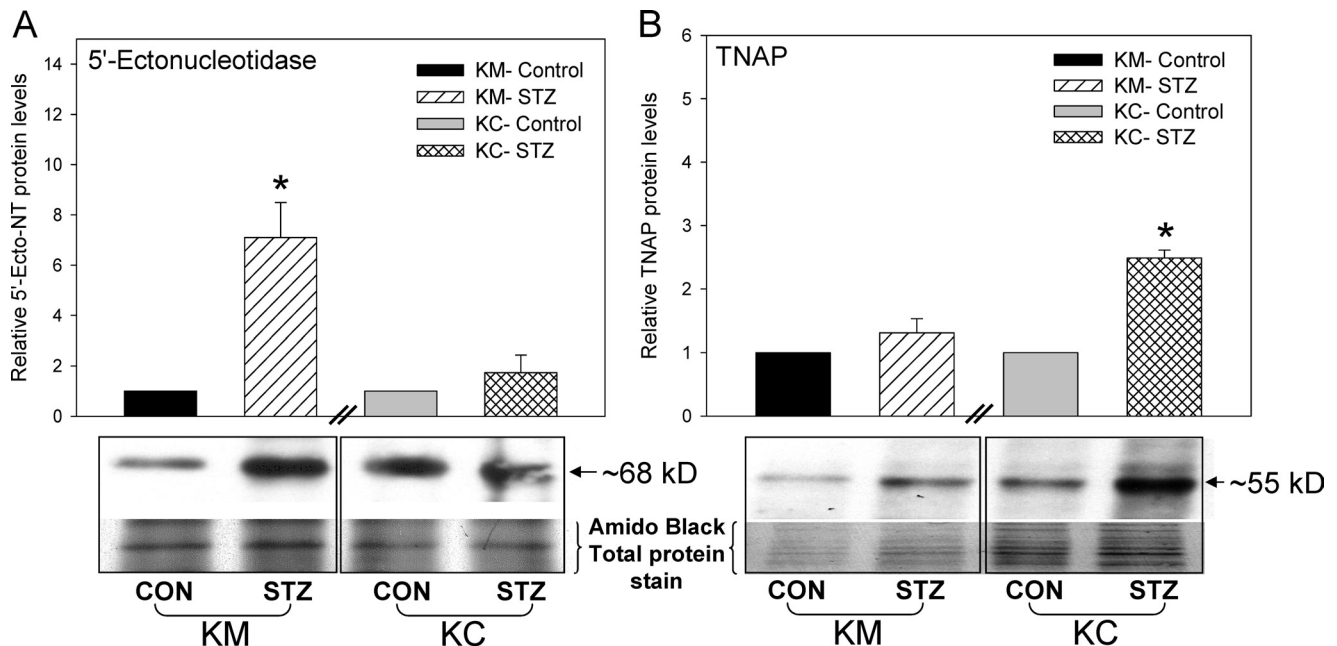 A
5'-Ectonucleotidase
KM- Control
KM- STZ
KC- Control
KC- STZ
Relative 5'-Ecto-NT protein levels
14
12
10
8
6
4
2
0
*
~68 kD
CON
STZ
CON
STZ
KM
KC
Amido Black
Total protein
stain
B
TNAP
KM- Control
KM- STZ
KC- Control
KC- STZ
Relative TNAP protein levels
6
5
4
3
2
1
0
*
~55 kD
CON
STZ
CON
STZ
KM
KC